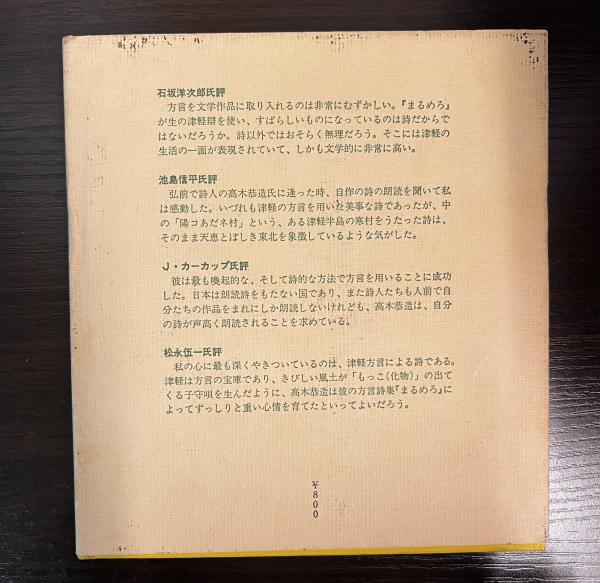 石坂洋次郎氏評
方言を文学作品に取り入れるのは非常にむずかしい。『まるめろ』
が生の津軽辯を使い、すばらしいものになっているのは詩だからで
はないだろうか。詩以外ではおそらく無理だろう。そこには津軽の
生活の一面が表現されていて、しかも文学的に非常に高い。
池島信平氏評
弘前で詩人の高木恭造氏に逢った時、自作の詩の朗読を聞いて私
は感動した。いずれも津軽の方言を用いた美事な詩であったが、中
の「陽コあだネ村」という、ある津軽半島の寒村をうたった詩は、
そのまま天恵とぼしき東北を象徴しているような気がした。
J・カーカップ氏評
彼は最も喚起的な、そして詩的な方法で方言を用いることに成功
した。日本は朗読詩をもたない国であり、また詩人たちも人前で自
分たちの作品をまれにしか朗読しないけれども、高木恭造は、自分
の詩が声高く朗読されることを求めている。
松永伍一氏評
私の心に最も深くやきついているのは、津軽方言による詩である。
津軽は方言の宝庫であり、きびしい風土が「もっこ(化物)」の出て
くる子守唄を生んだように、高木恭造は彼の方言詩集『まるめろ』に
よってずっしりと重い心情を育てたといってよいだろう。
¥800